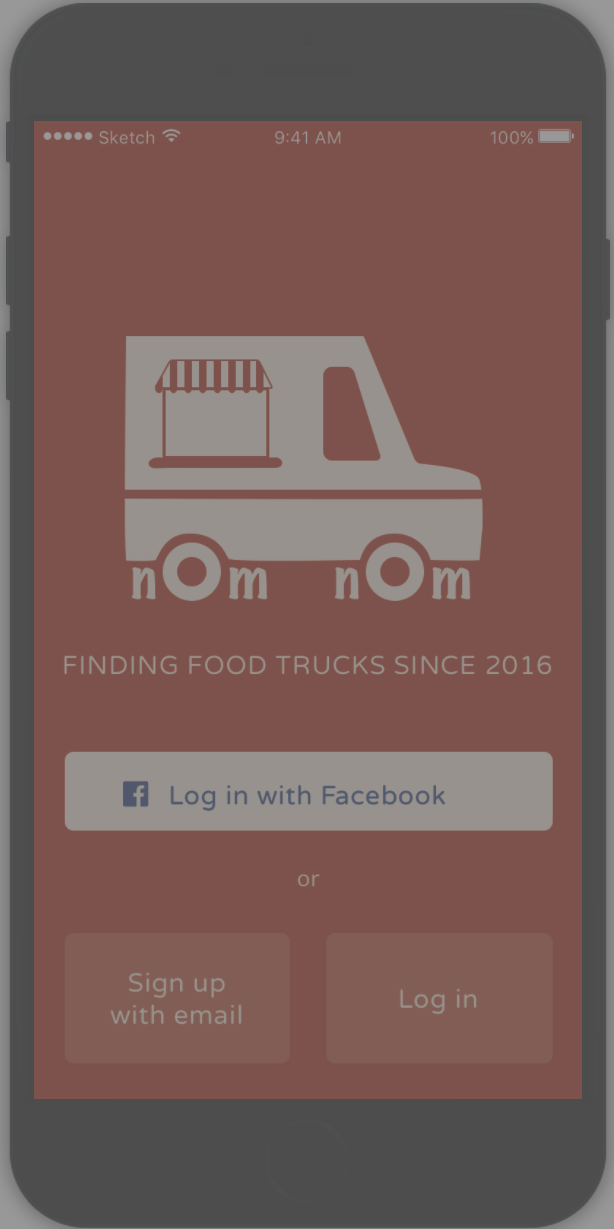 ●●●●● Sketch 9:41 AM 100%
nOm nOm
FINDING FOOD TRUCKS SINCE 2016
Log in with Facebook
or
Sign up
with email
Log in